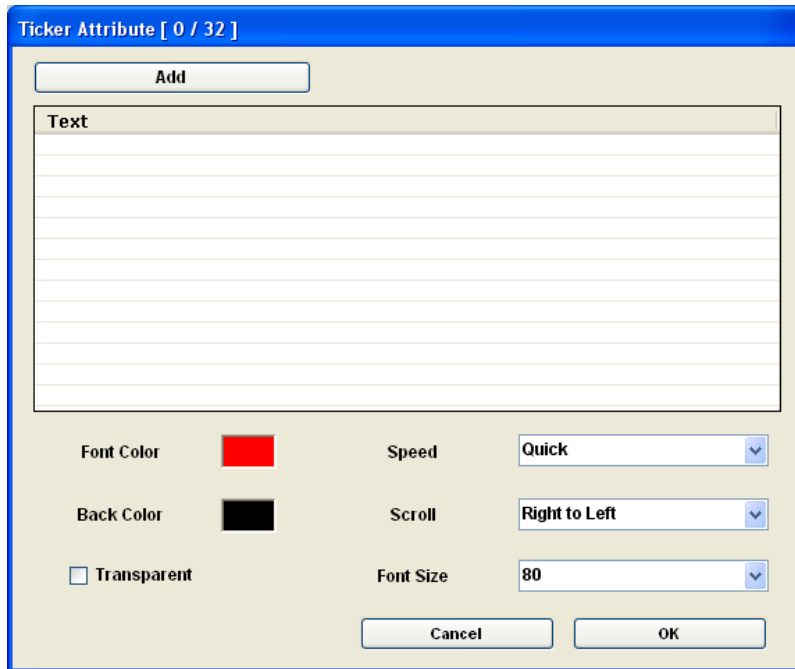 Ticker Attribute [ 0 / 32 ]
Add
Text
Font Color
Speed
Quick
Back Color
Scroll
Right to Left
Transparent
Font Size
80
Cancel
OK